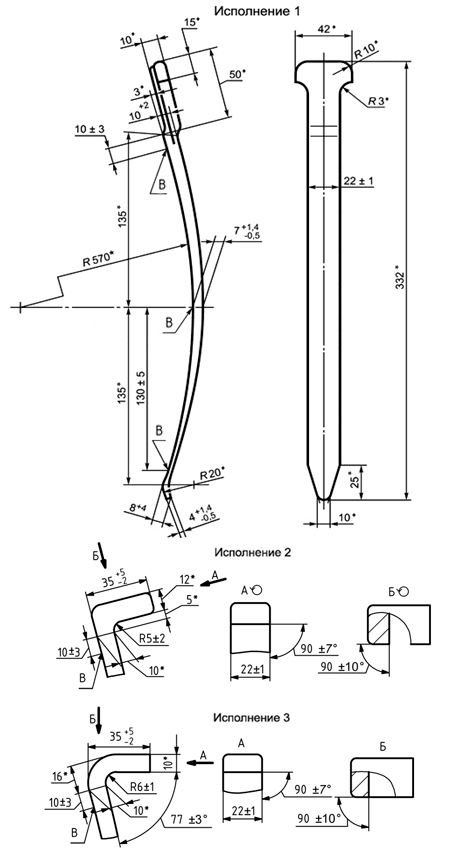 Исполнение 1
10*
15*
42*
R 10*
50*
3*
10 +2
R 3*
10 ± 3
В
22 ± 1
135*
7 +1,4 -0,5
R 570*
332*
В
135*
130 ± 5
В
R 20*
25*
8+4
4 +1,4 -0,5
10*
Исполнение 2
Б
35 +5 -2
12*
А
А
Б
5*
R5±2
10±3
В
10*
22±1
90 ±7°
90 ±10°
Исполнение 3
Б
35 +5 -2
А
А
Б
10*
16*
R6±1
10±3
10*
В
77 ±3°
22±1
90 ±7°
90 ±10°